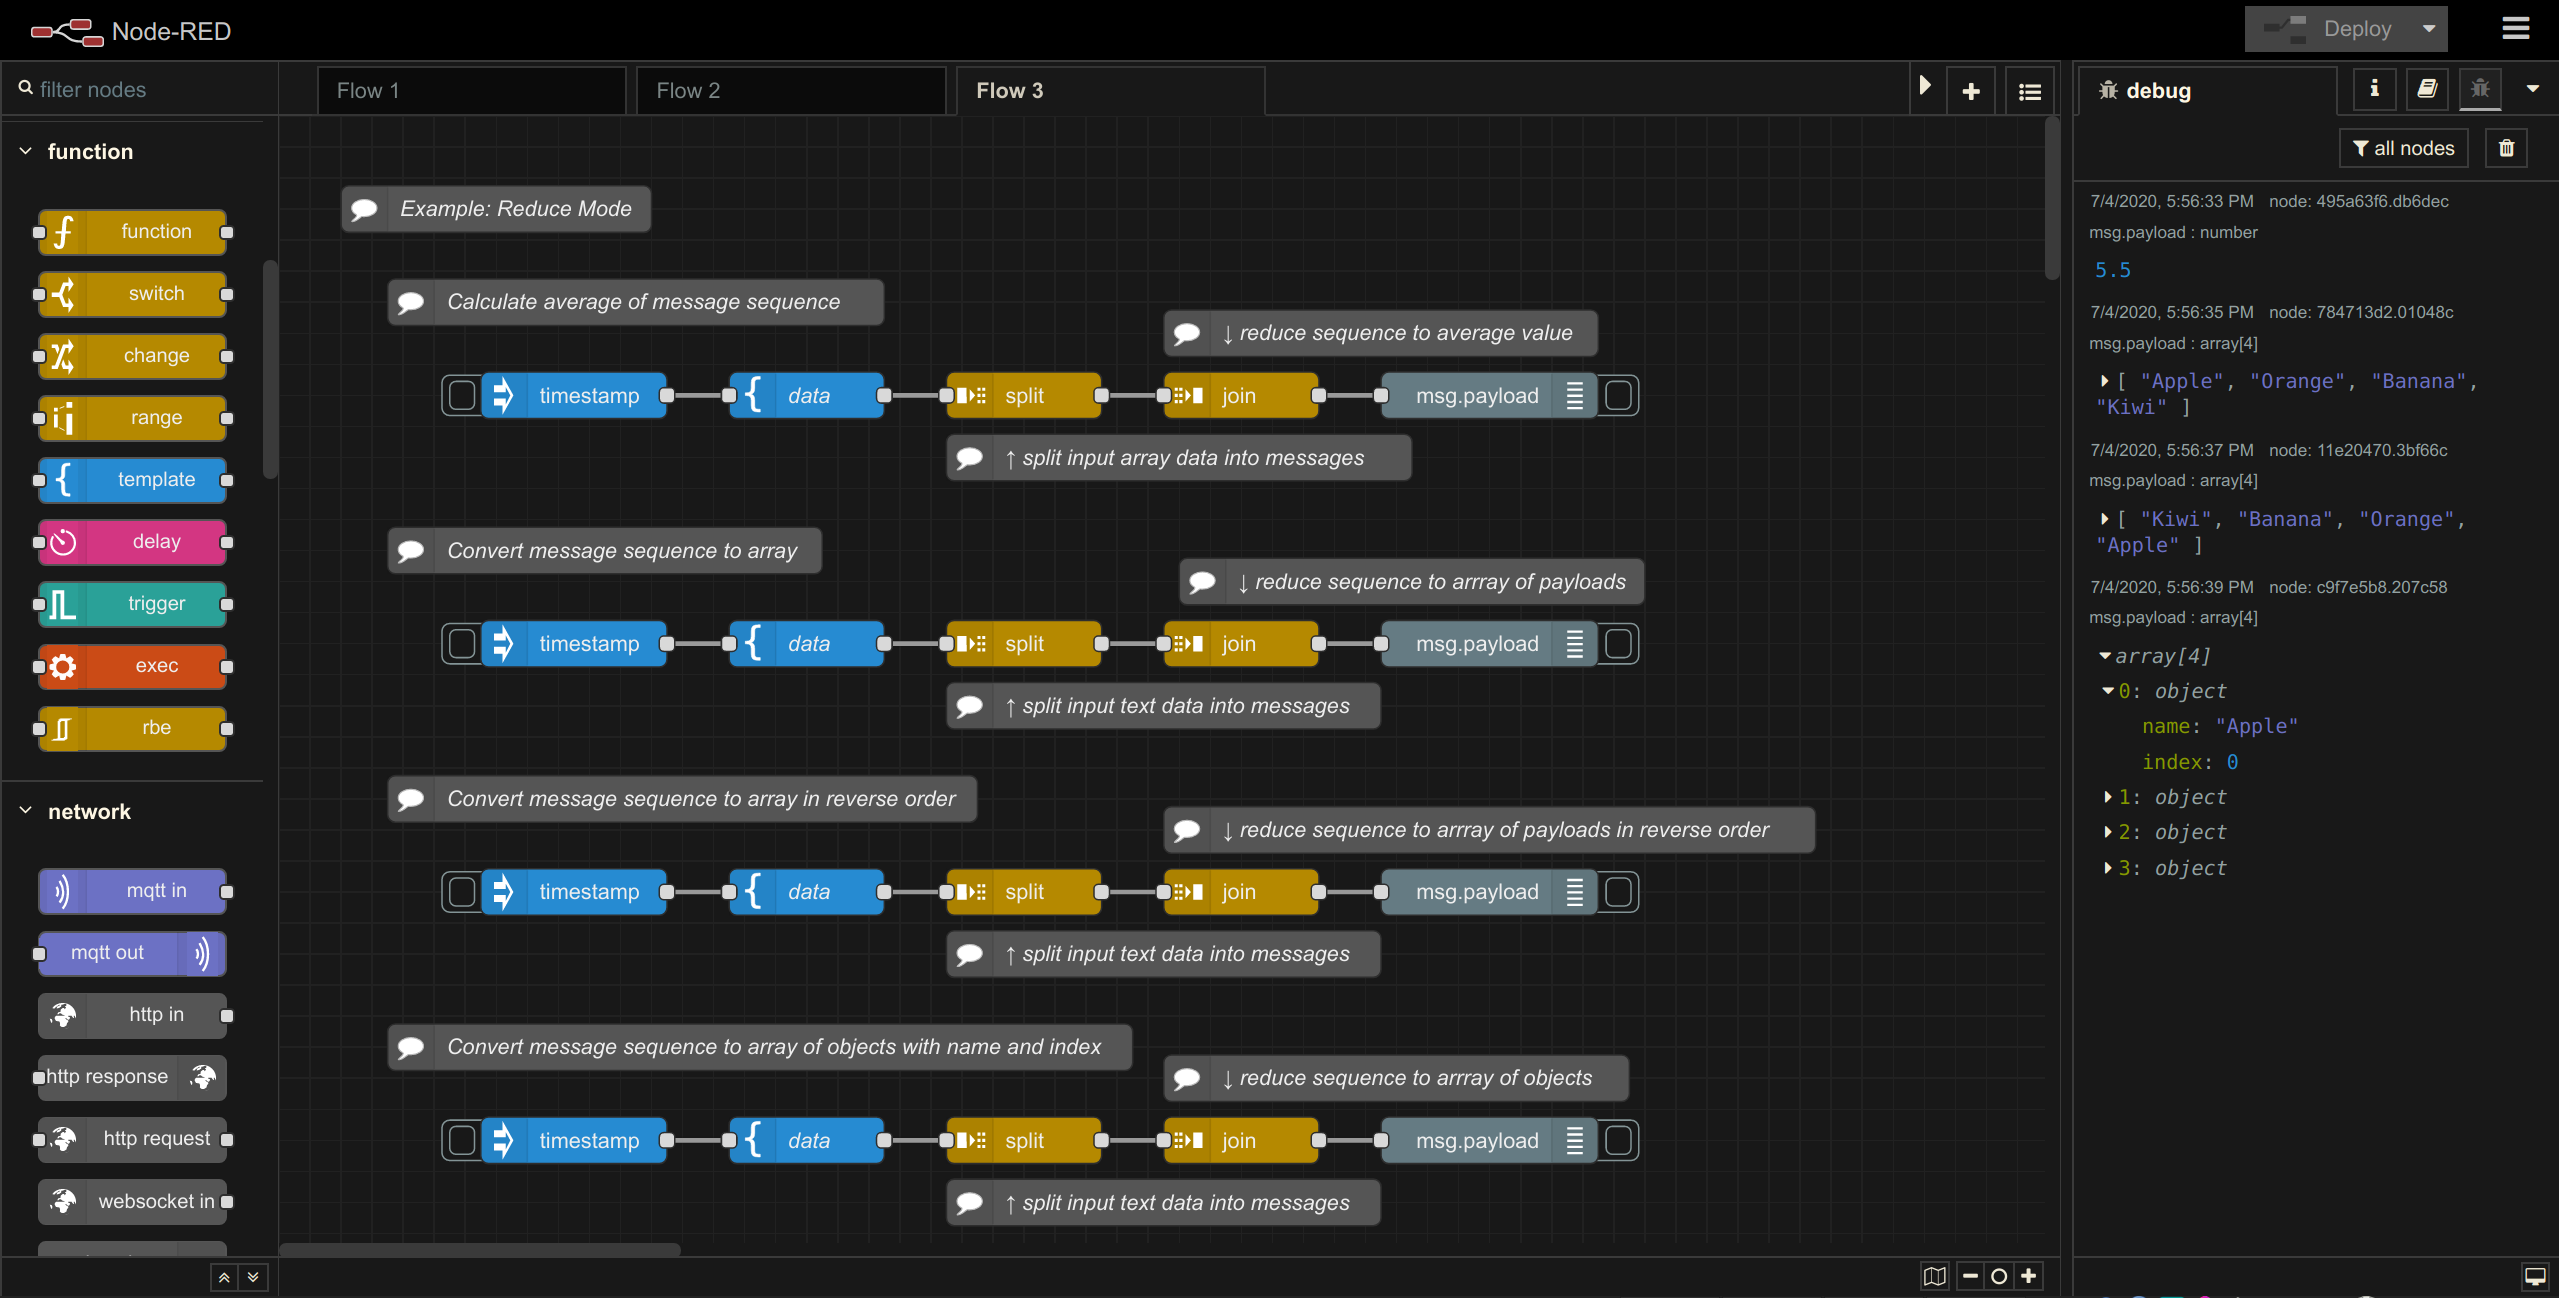 Node-RED
Deploy
filter nodes
Flow 1
Flow 2
Flow 3
debug
all nodes
function
function
switch
change
range
template
delay
trigger
exec
rbe
network
mqtt in
mqtt out
http in
http response
http request
websocket in
Example: Reduce Mode
Calculate average of message sequence
↓ reduce sequence to average value
timestamp
data
split
join
msg.payload
↑ split input array data into messages
Convert message sequence to array
↓ reduce sequence to arrray of payloads
timestamp
data
split
join
msg.payload
↑ split input text data into messages
Convert message sequence to array in reverse order
↓ reduce sequence to arrray of payloads in reverse order
timestamp
data
split
join
msg.payload
↑ split input text data into messages
Convert message sequence to array of objects with name and index
↓ reduce sequence to arrray of objects
timestamp
data
split
join
msg.payload
↑ split input text data into messages
7/4/2020, 5:56:33 PM node: 495a63f6.db6dec
msg.payload : number
5.5
7/4/2020, 5:56:35 PM node: 784713d2.01048c
msg.payload : array[4]
[ "Apple", "Orange", "Banana",
"Kiwi" ]
7/4/2020, 5:56:37 PM node: 11e20470.3bf66c
msg.payload : array[4]
[ "Kiwi", "Banana", "Orange",
"Apple" ]
7/4/2020, 5:56:39 PM node: c9f7e5b8.207c58
msg.payload : array[4]
array[4]
0: object
name: "Apple"
index: 0
1: object
2: object
3: object